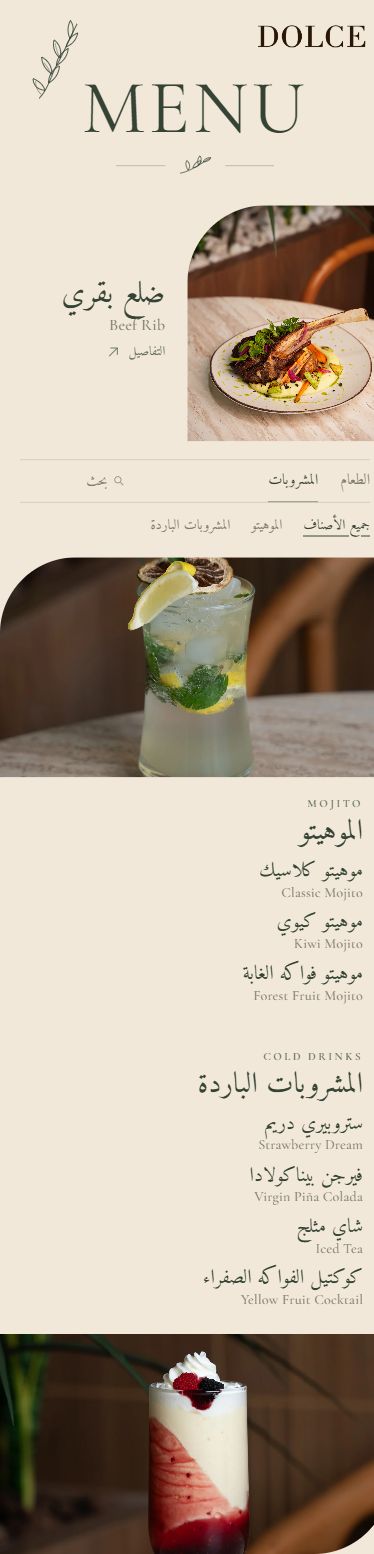 DOLCE
MENU
ضلع بقري
Beef Rib
التفاصيل
الطعام
المشروبات
بحث
جميع الأصناف
الموهيتو
المشروبات الباردة
MOJITO
الموهيتو
موهيتو كلاسيك
Classic Mojito
موهيتو كيوي
Kiwi Mojito
موهيتو فواكه الغابة
Forest Fruit Mojito
COLD DRINKS
المشروبات الباردة
ستروبيري دريم
Strawberry Dream
فيرجن بيناكولادا
Virgin Piña Colada
شاي مثلج
Iced Tea
كوكتيل الفواكه الصفراء
Yellow Fruit Cocktail